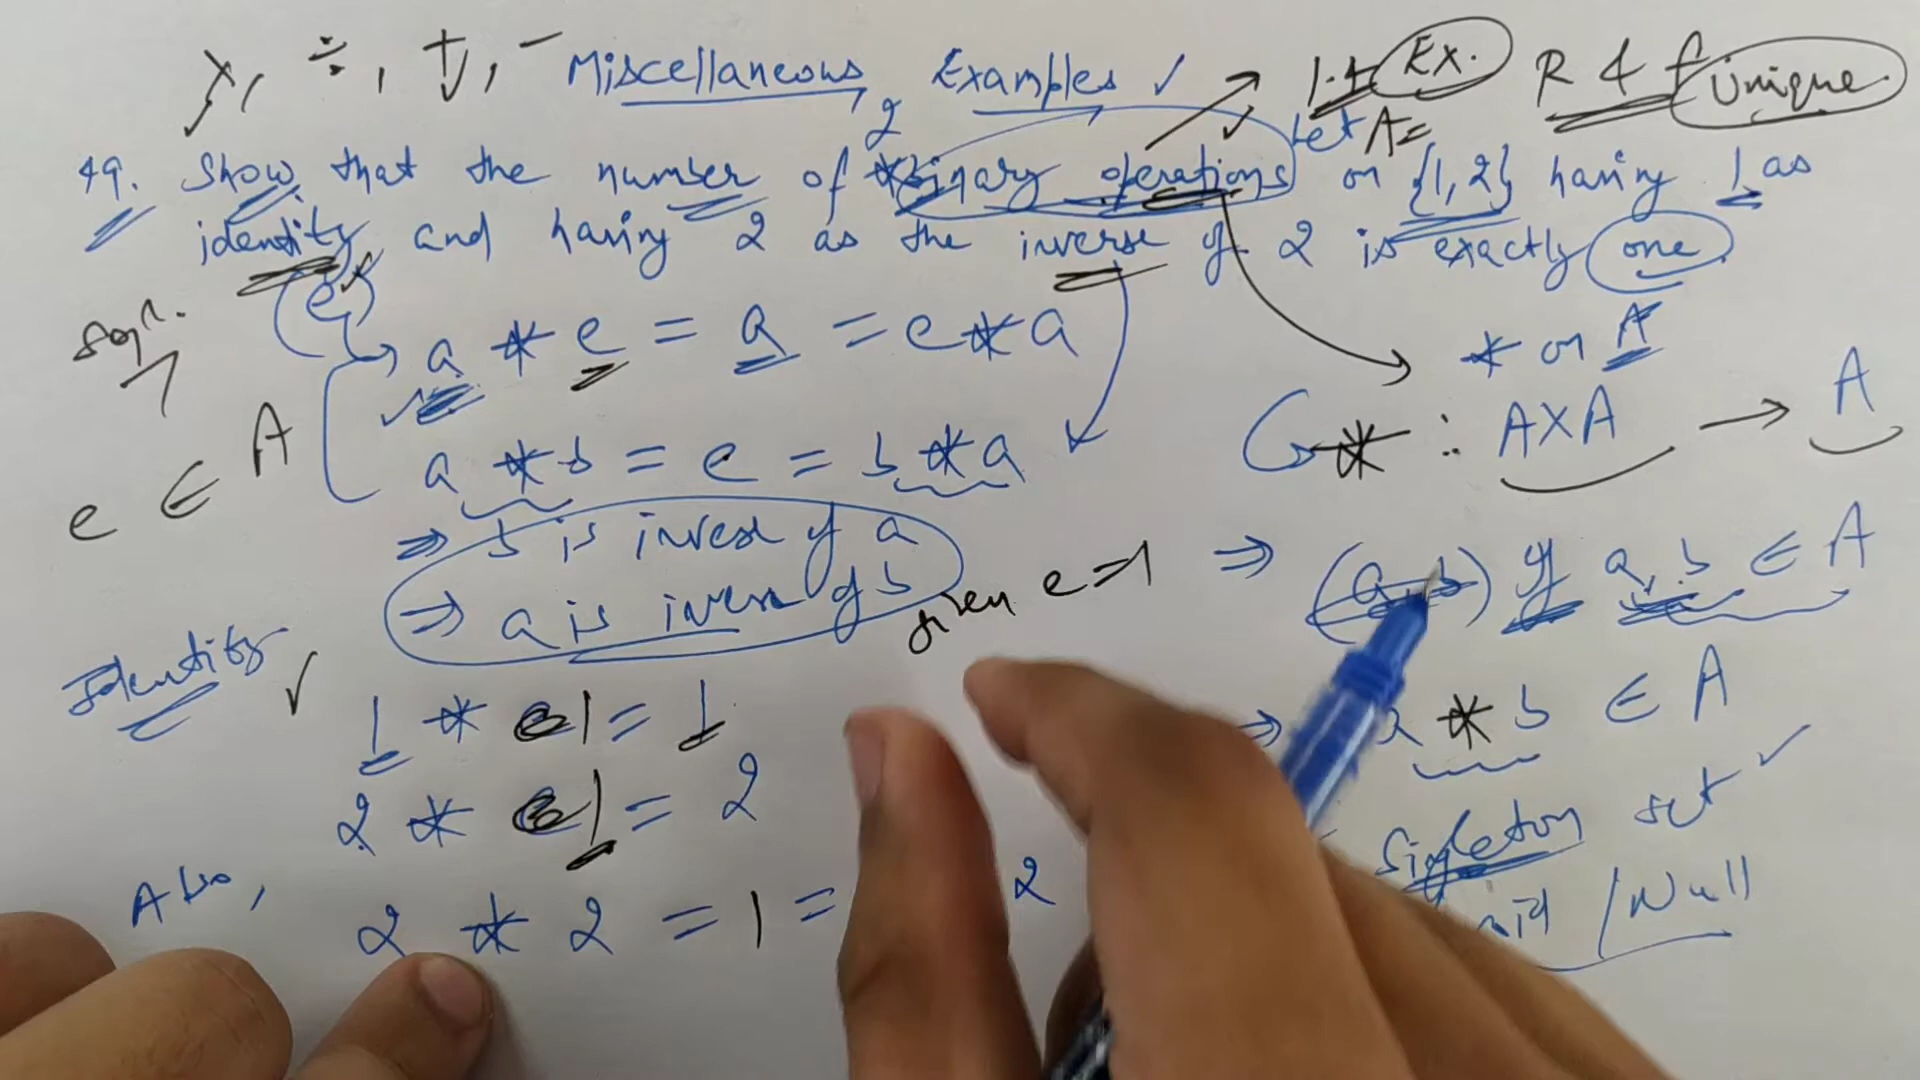 ×, ÷, +, − Miscellaneous Examples ✓ 1.4 Ex. R & f Unique.
Let A=
49. Show that the number of binary operations on {1,2} having 1 as
identity and having 2 as the inverse of 2 is exactly one.
(e)
Sol^n.
a * e = a = e * a
* on A
e ∈ A
* : A×A → A
a * b = e = b * a
⇒ b is inverse of a
⇒ (a, b) if a, b ∈ A
⇒ a is inverse of b
given e=1
Identity ✓
1 * 1 = 1
⇒ a * b ∈ A
2 * 1 = 2
Singleton set ✓
/ Null
Also,
2 * 2 = 1 = 2